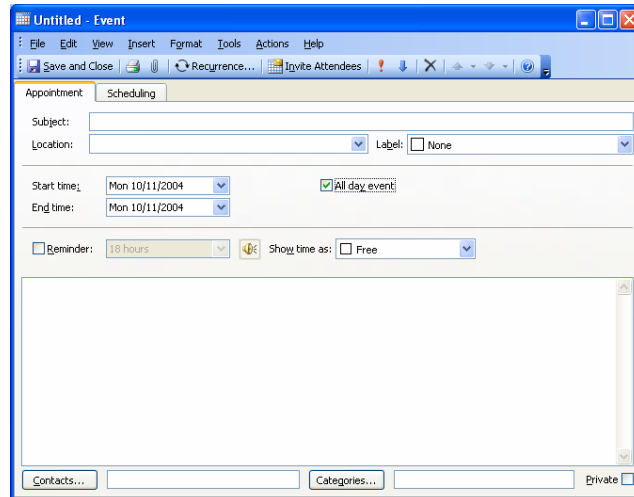 Untitled - Event
File Edit View Insert Format Tools Actions Help
Save and Close Recurrence... Invite Attendees
Appointment Scheduling
Subject:
Location: Label: None
Start time: Mon 10/11/2004 All day event
End time: Mon 10/11/2004
Reminder: 18 hours Show time as: Free
Contacts... Categories... Private